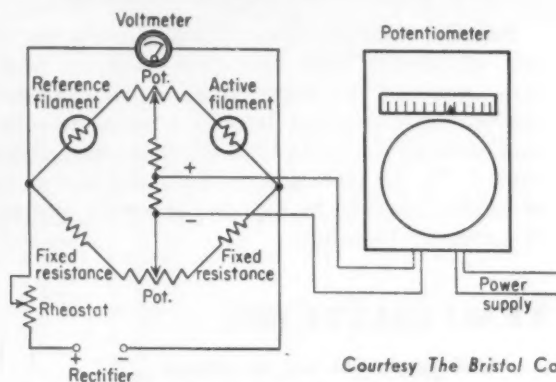 Voltmeter
Potentiometer
Pot.
Reference
filament
Active
filament
+
−
Fixed
resistance
Fixed
resistance
Pot.
Rheostat
Power
supply
+ −
Rectifier
Courtesy The Bristol Co